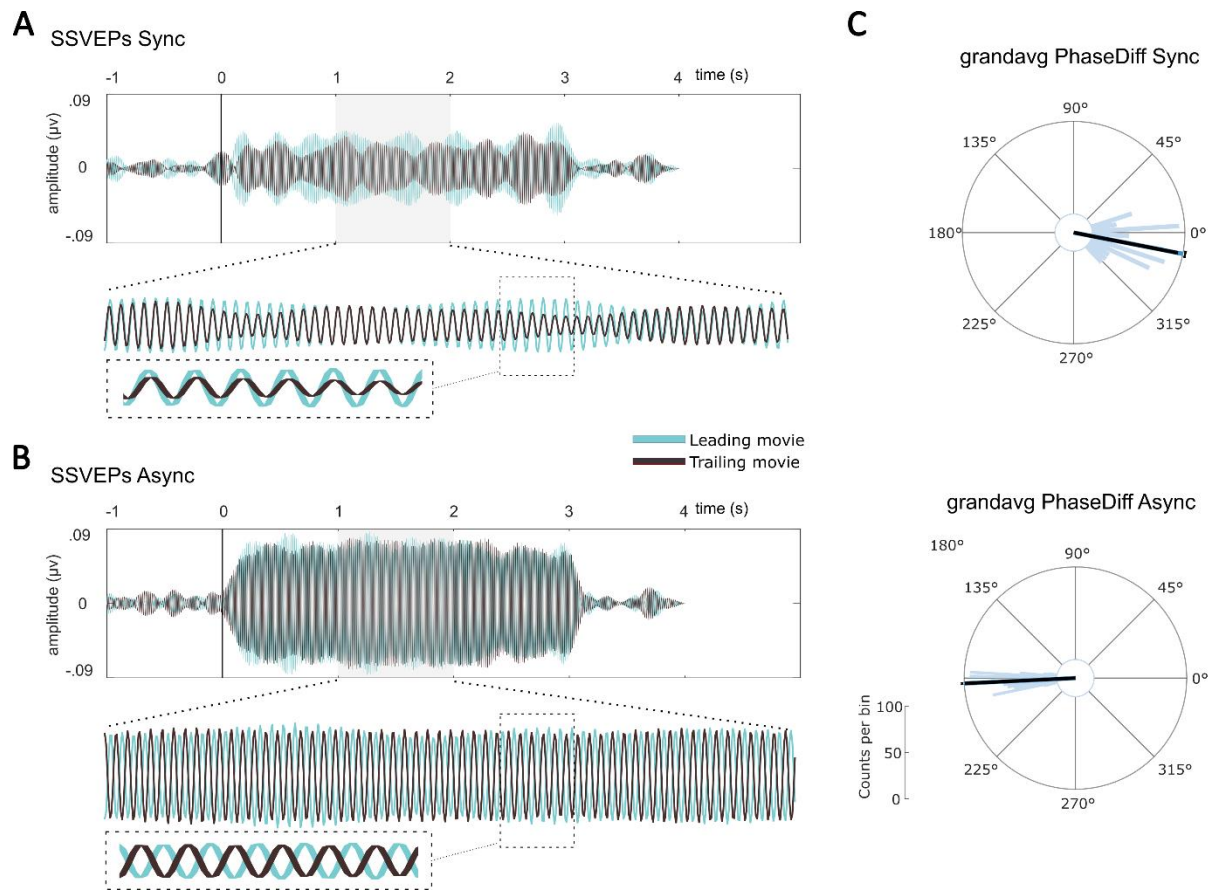 A
SSVEPs Sync
-1 0 1 2 3 4 time (s)
.09
0
-.09
amplitude (µv)
Leading movie
Trailing movie
B
SSVEPs Async
-1 0 1 2 3 4 time (s)
.09
0
-.09
amplitude (µv)
C
grandavg PhaseDiff Sync
90°
135° 45°
180° 0°
225° 315°
270°
grandavg PhaseDiff Async
180° 90°
135° 45°
0°
225° 315°
270°
Counts per bin
100
50
0